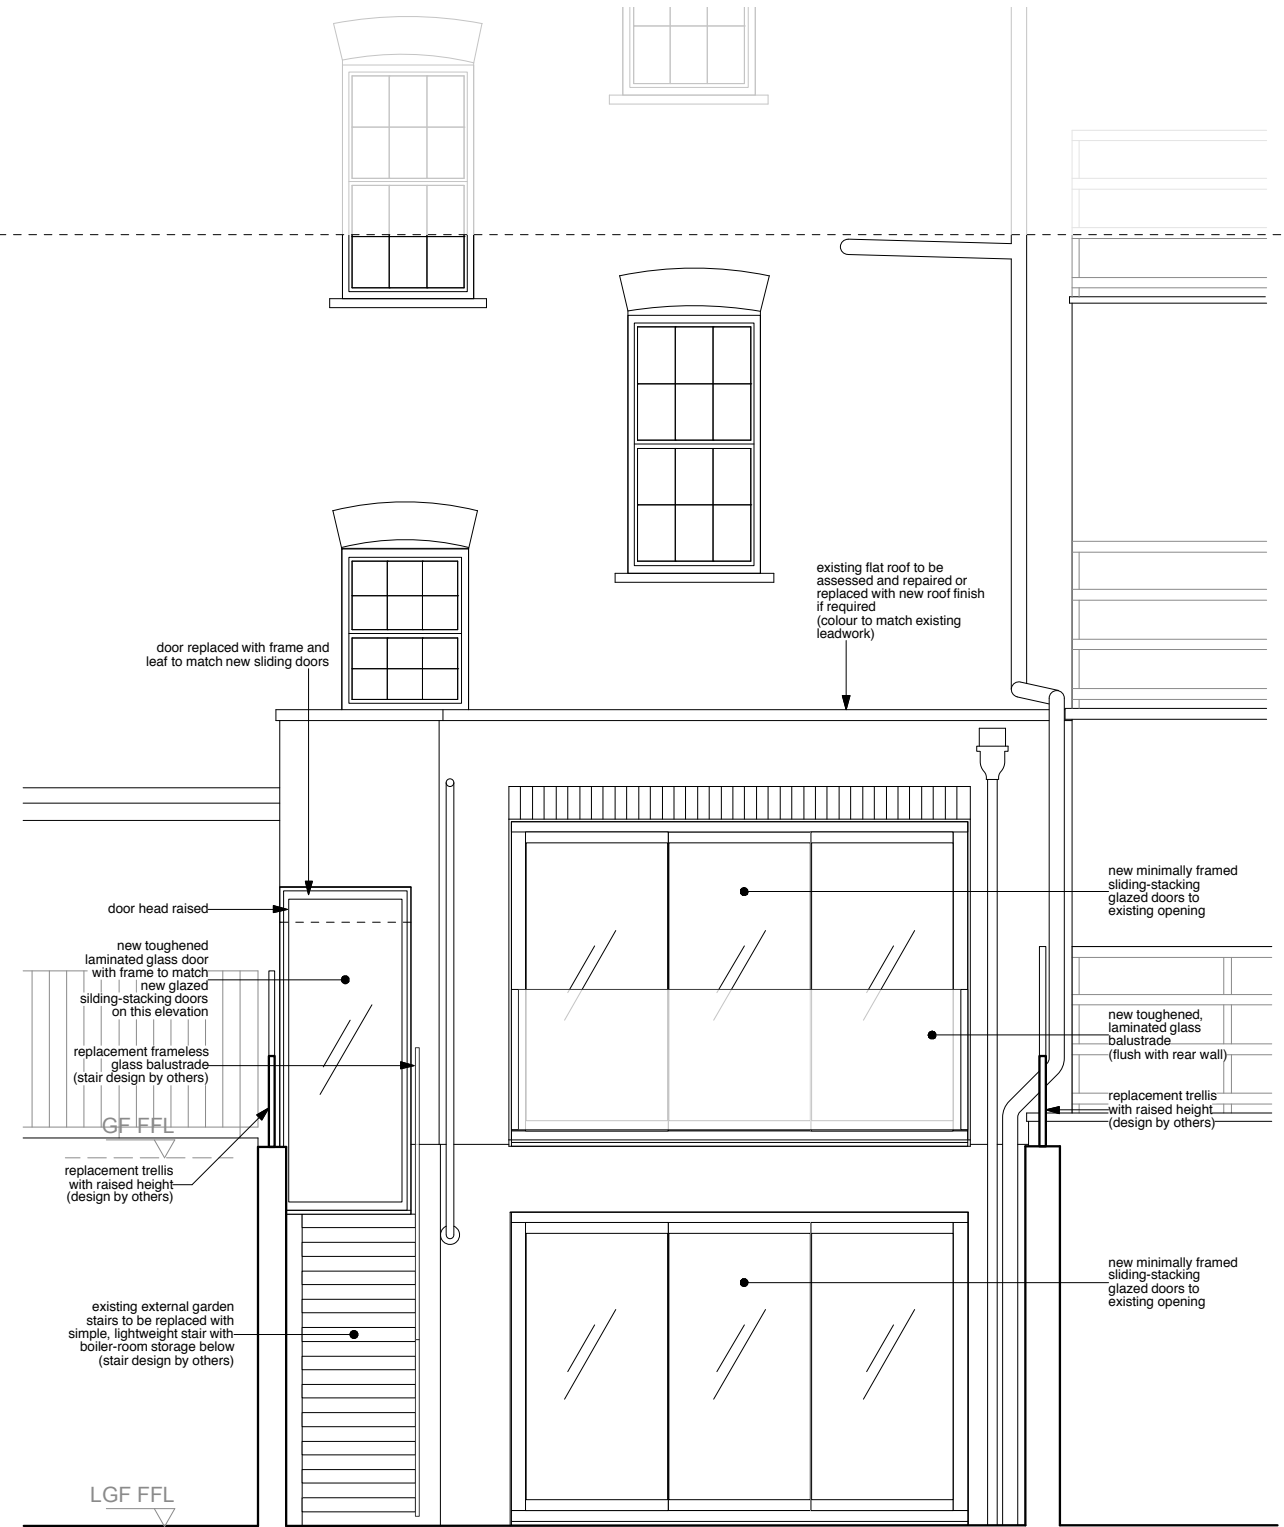 existing flat roof to be
assessed and repaired or
replaced with new roof finish
if required
(colour to match existing
leadwork)
door replaced with frame and
leaf to match new sliding doors
new minimally framed
sliding-stacking
glazed doors to
existing opening
door head raised
new toughened
laminated glass door
with frame to match
new glazed
silding-stacking doors
on this elevation
new toughened,
laminated glass
balustrade
(flush with rear wall)
replacement frameless
glass balustrade
(stair design by others)
replacement trellis
with raised height
(design by others)
GF FFL
replacement trellis
with raised height
(design by others)
new minimally framed
sliding-stacking
glazed doors to
existing opening
existing external garden
stairs to be replaced with
simple, lightweight stair with
boiler-room storage below
(stair design by others)
LGF FFL